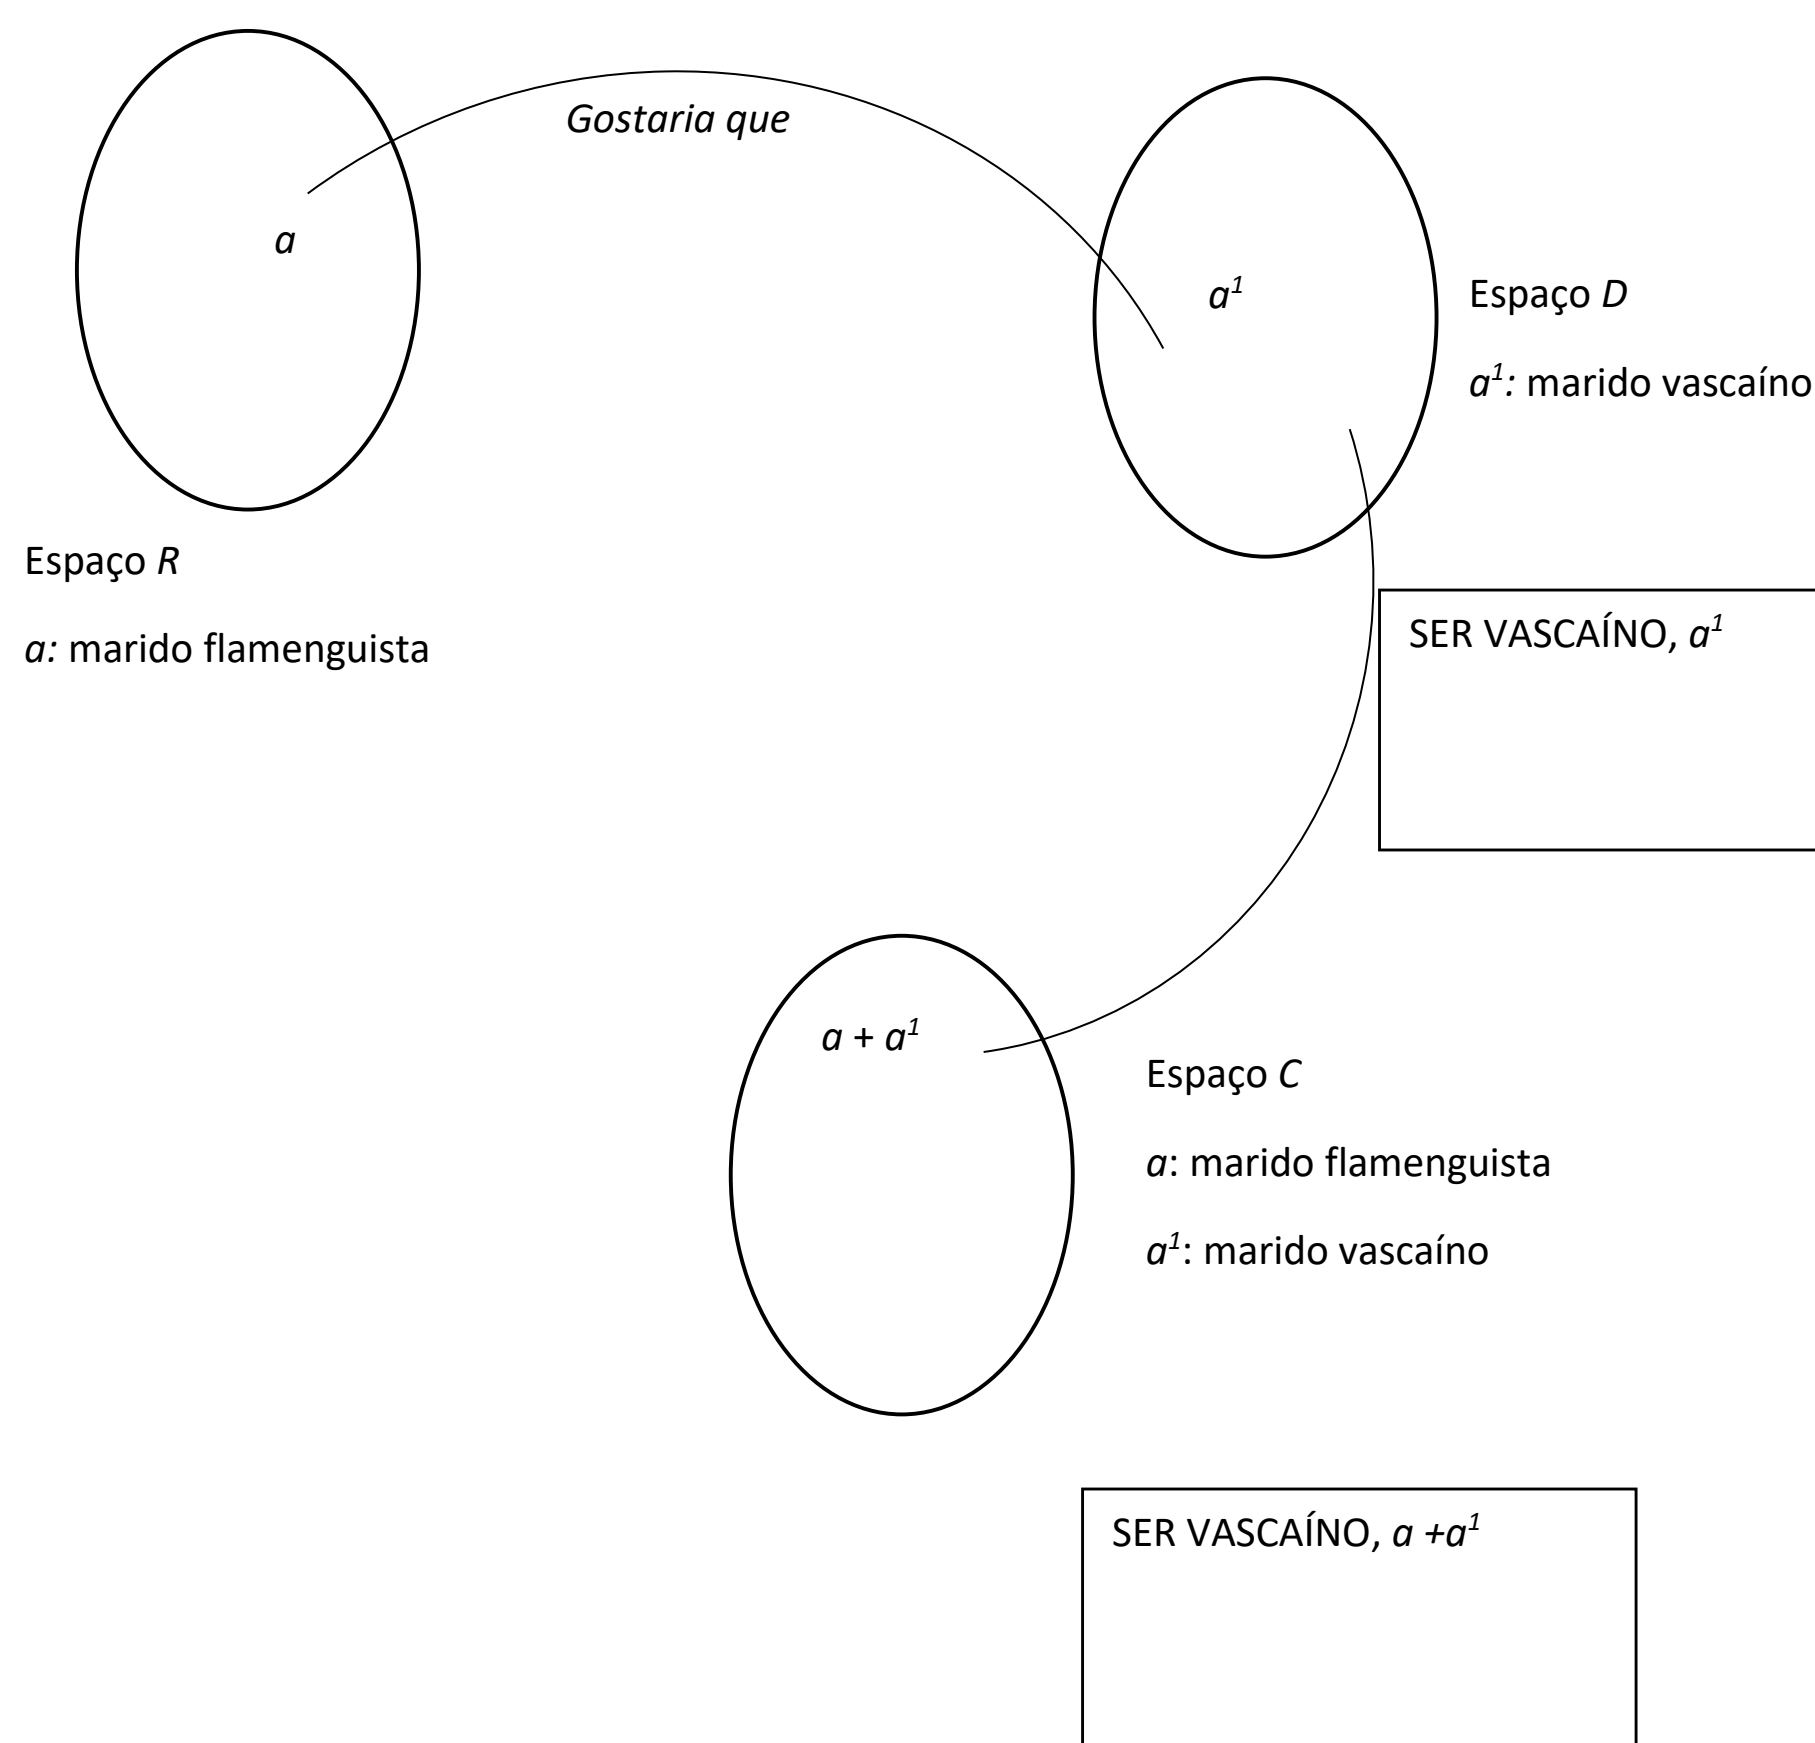 Gostaria que
a
a¹
Espaço D
a¹: marido vascaíno
Espaço R
a: marido flamenguista
SER VASCAÍNO, a¹
a + a¹
Espaço C
a: marido flamenguista
a¹: marido vascaíno
SER VASCAÍNO, a +a¹